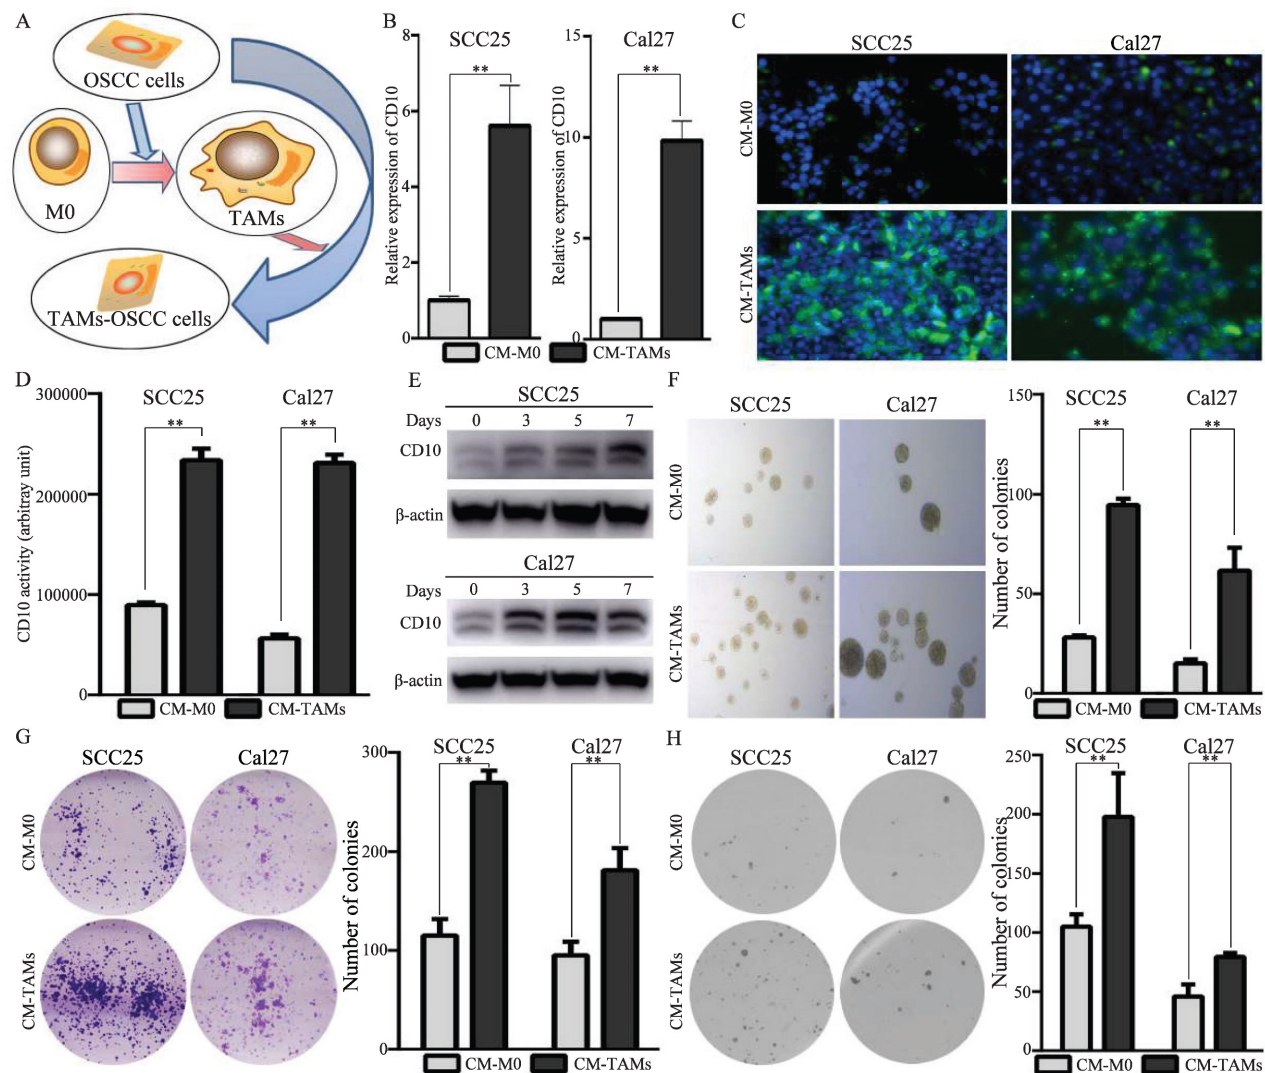 A
OSCC cells
M0
TAMs
TAMs-OSCC cells
B
SCC25
Cal27
Relative expression of CD10
8
6
4
2
0
**
Relative expression of CD10
15
10
5
0
**
CM-M0
CM-TAMs
C
SCC25
Cal27
CM-M0
CM-TAMs
D
SCC25
Cal27
CD10 activity (arbitray unit)
300000
200000
100000
0
**
**
CM-M0
CM-TAMs
E
SCC25
Days 0 3 5 7
CD10
β-actin
Cal27
Days 0 3 5 7
CD10
β-actin
F
SCC25
Cal27
CM-M0
CM-TAMs
Number of colonies
150
100
50
0
SCC25
Cal27
**
**
CM-M0
CM-TAMs
G
SCC25
Cal27
CM-M0
CM-TAMs
Number of colonies
300
200
100
0
SCC25
Cal27
**
**
CM-M0
CM-TAMs
H
SCC25
Cal27
CM-M0
CM-TAMs
Number of colonies
250
200
150
100
50
0
SCC25
Cal27
**
**
CM-M0
CM-TAMs